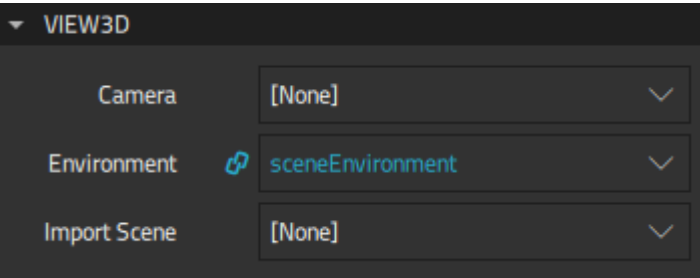 VIEW3D
Camera [None]
Environment sceneEnvironment
Import Scene [None]